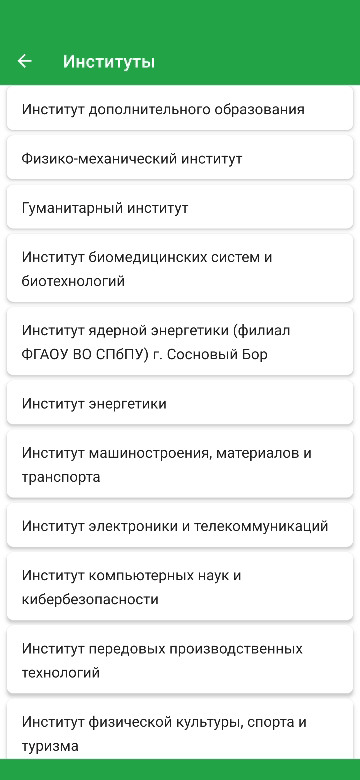 Институты
Институт дополнительного образования
Физико-механический институт
Гуманитарный институт
Институт биомедицинских систем и
биотехнологий
Институт ядерной энергетики (филиал
ФГАОУ ВО СПбПУ) г. Сосновый Бор
Институт энергетики
Институт машиностроения, материалов и
транспорта
Институт электроники и телекоммуникаций
Институт компьютерных наук и
кибербезопасности
Институт передовых производственных
технологий
Институт физической культуры, спорта и
туризма